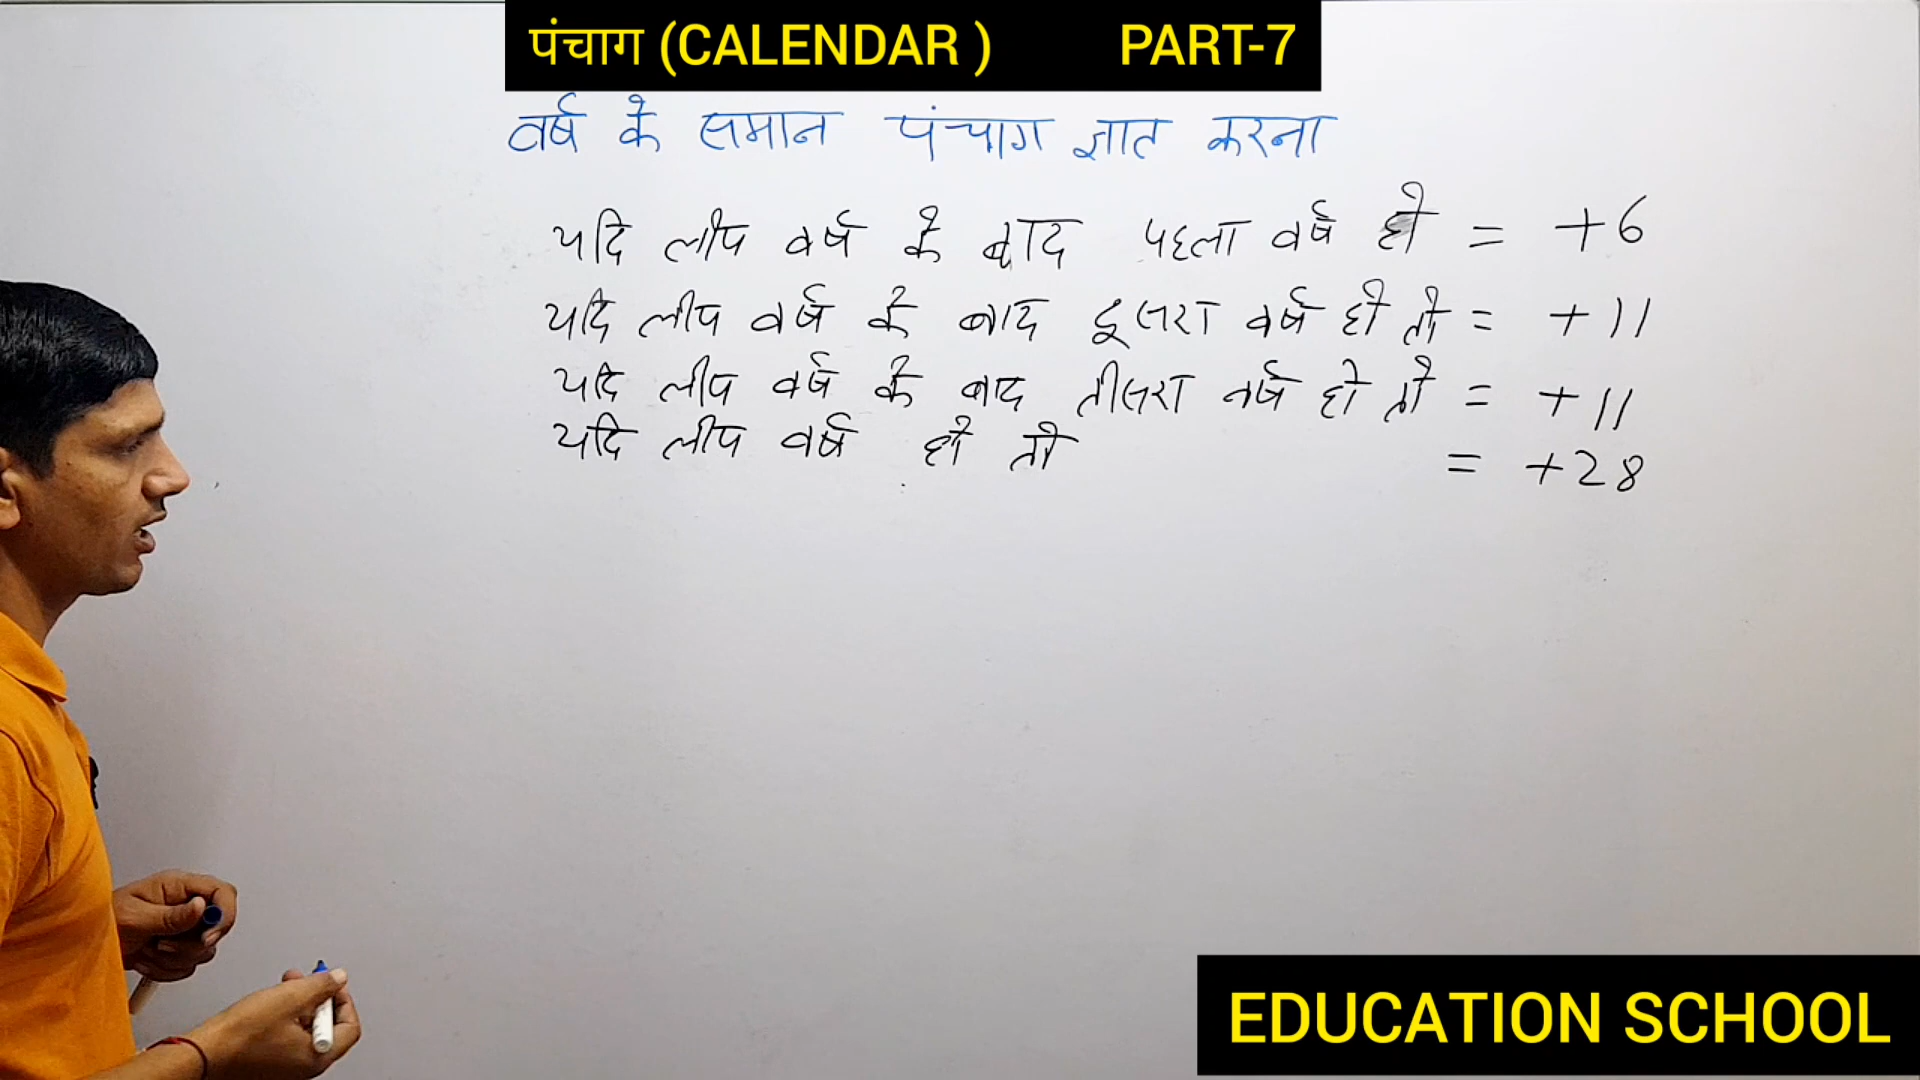 पंचाग (CALENDAR ) PART-7
वर्ष के समान पंचाग ज्ञात करना
यदि लीप वर्ष के बाद पहला वर्ष हो = +6
यदि लीप वर्ष के बाद दूसरा वर्ष हो तो = +11
यदि लीप वर्ष के बाद तीसरा वर्ष हो तो = +11
यदि लीप वर्ष हो तो = +28
EDUCATION SCHOOL